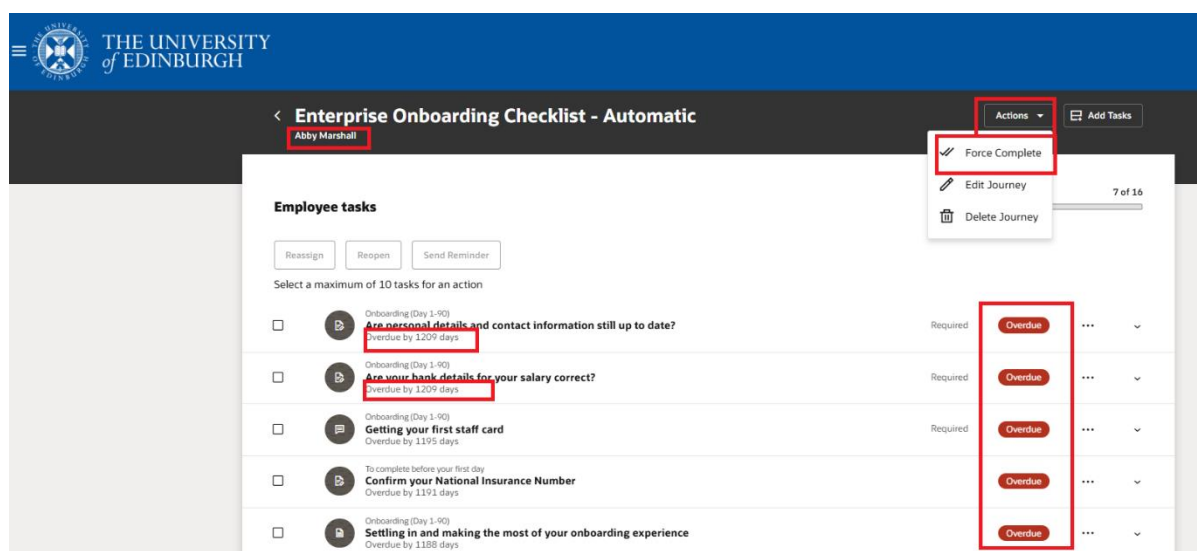 THE UNIVERSITY
of EDINBURGH
Enterprise Onboarding Checklist - Automatic
Abby Marshall
Actions
Add Tasks
Force Complete
Edit Journey
Delete Journey
7 of 16
Employee tasks
Reassign
Reopen
Send Reminder
Select a maximum of 10 tasks for an action
Onboarding (Day 1-90)
Are personal details and contact information still up to date?
Overdue by 1209 days
Required
Overdue
Onboarding (Day 1-90)
Are your bank details for your salary correct?
Overdue by 1209 days
Required
Overdue
Onboarding (Day 1-90)
Getting your first staff card
Overdue by 1195 days
Required
Overdue
To complete before your first day
Confirm your National Insurance Number
Overdue by 1191 days
Overdue
Onboarding (Day 1-90)
Settling in and making the most of your onboarding experience
Overdue by 1188 days
Overdue